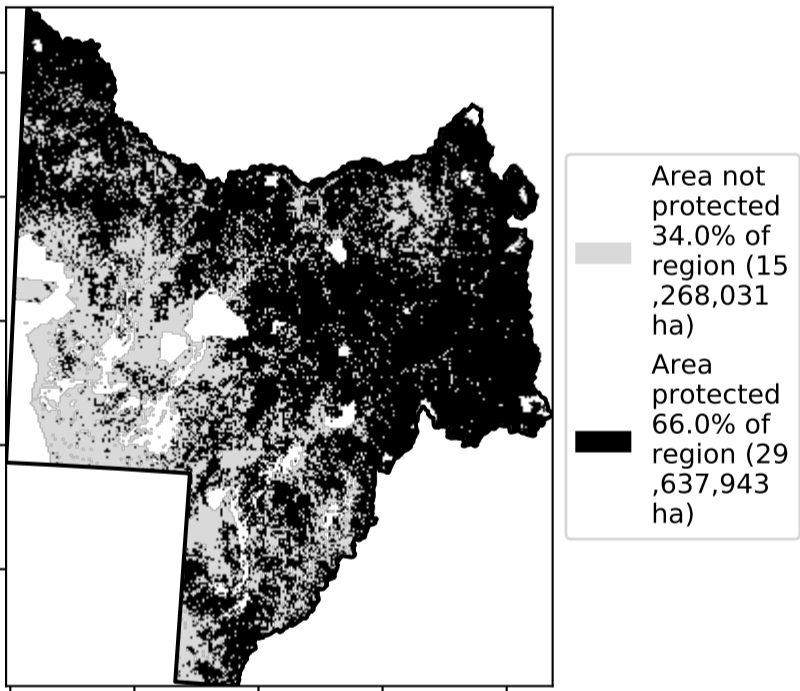 Area not
protected
34.0% of
region (15
,268,031
ha)
Area
protected
66.0% of
region (29
,637,943
ha)